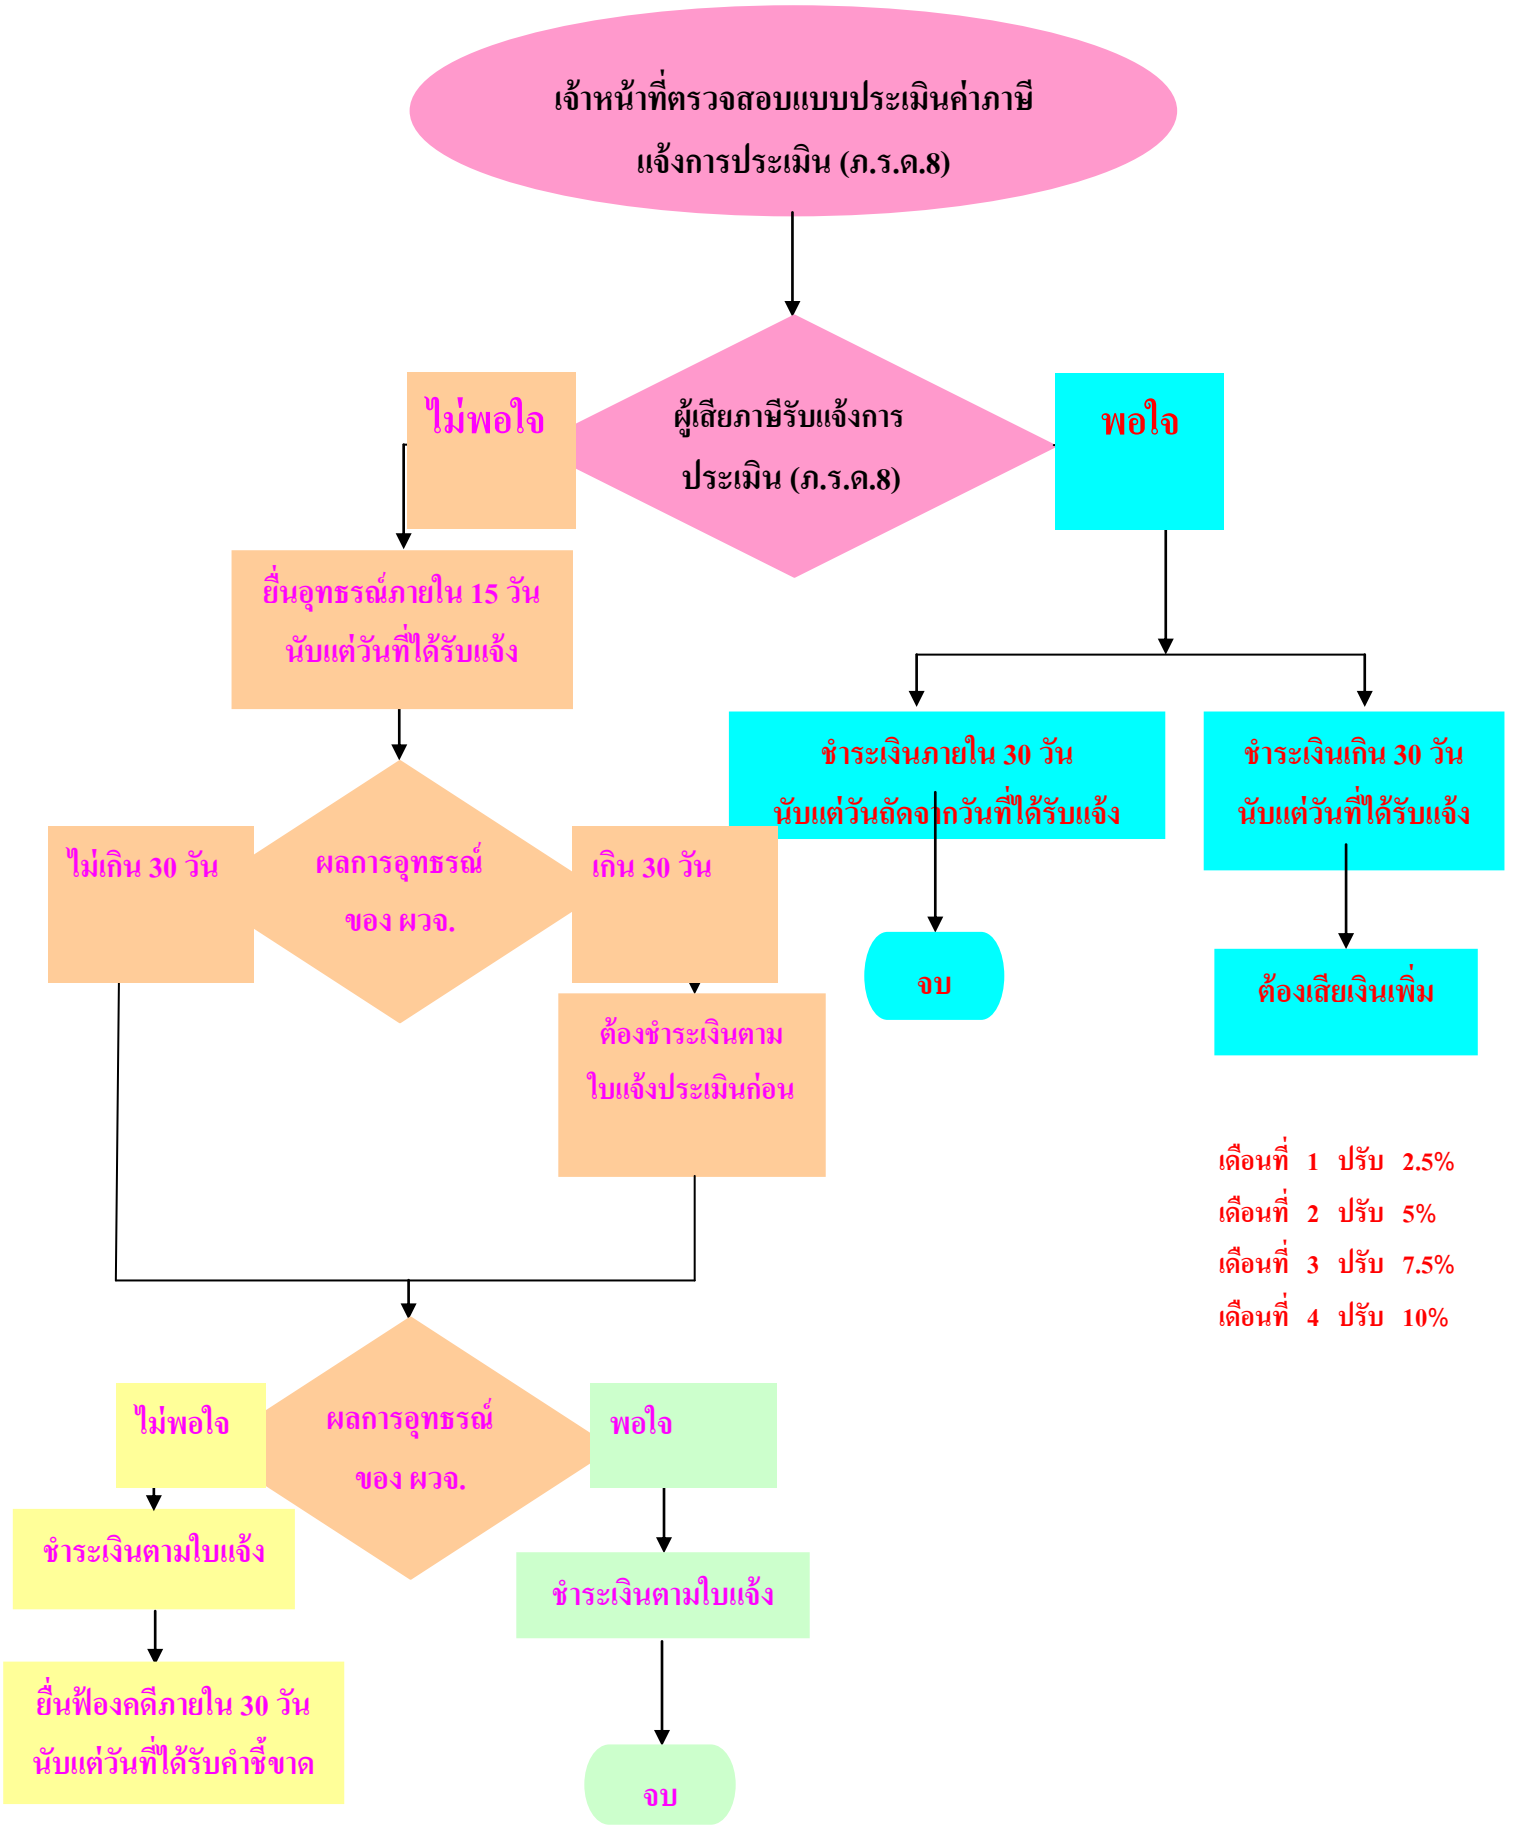 เจ้าหน้าที่ตรวจสอบแบบประเมินค่าภาษี
แจ้งการประเมิน (ภ.ร.ด.8)
ผู้เสียภาษีรับแจ้งการ
ประเมิน (ภ.ร.ด.8)
ไม่พอใจ
พอใจ
ยื่นอุทธรณ์ภายใน 15 วัน
นับแต่วันที่ได้รับแจ้ง
ชำระเงินภายใน 30 วัน
นับแต่วันถัดจากวันที่ได้รับแจ้ง
ชำระเงินเกิน 30 วัน
นับแต่วันที่ได้รับแจ้ง
ไม่เกิน 30 วัน
ผลการอุทธรณ์
ของ ผวจ.
เกิน 30 วัน
จบ
ต้องเสียเงินเพิ่ม
ต้องชำระเงินตาม
ใบแจ้งประเมินก่อน
เดือนที่ 1 ปรับ 2.5%
เดือนที่ 2 ปรับ 5%
เดือนที่ 3 ปรับ 7.5%
เดือนที่ 4 ปรับ 10%
ไม่พอใจ
ผลการอุทธรณ์
ของ ผวจ.
พอใจ
ชำระเงินตามใบแจ้ง
ชำระเงินตามใบแจ้ง
ยื่นฟ้องคดีภายใน 30 วัน
นับแต่วันที่ได้รับคำชี้ขาด
จบ